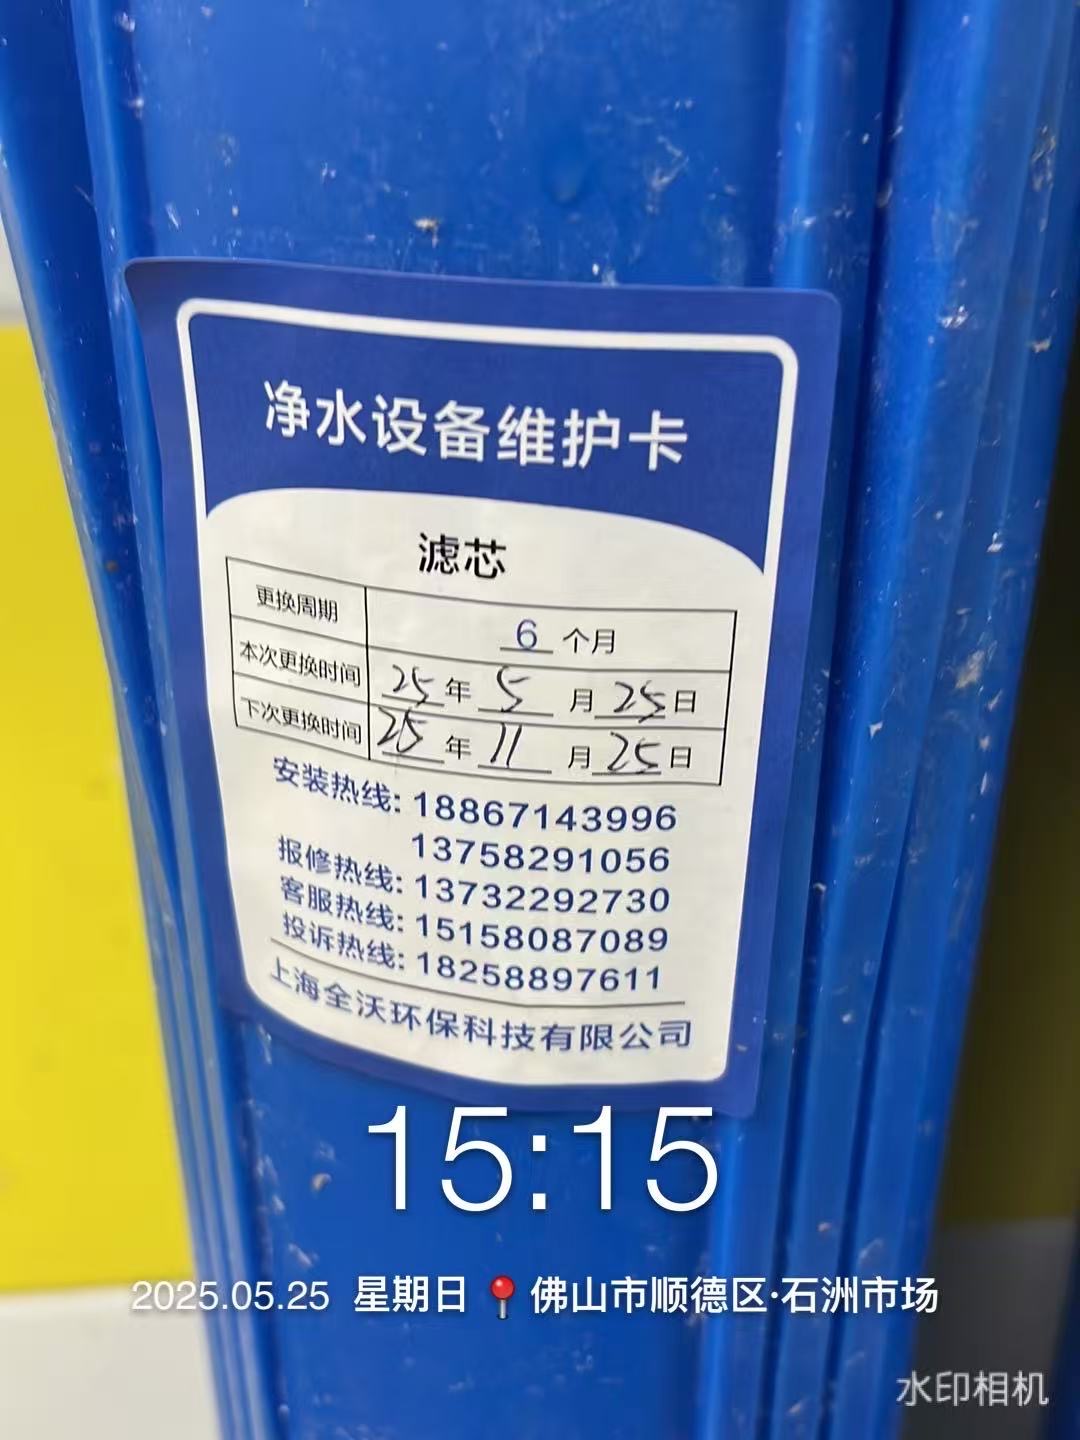 净水设备维护卡
滤芯
更换周期 6 个月
本次更换时间 25 年 5 月 25 日
下次更换时间 25 年 11 月 25 日
安装热线: 18867143996
13758291056
报修热线: 13732292730
客服热线: 15158087089
投诉热线: 18258897611
上海全沃环保科技有限公司
15:15
2025.05.25 星期日 📍佛山市顺德区·石洲市场
水印相机